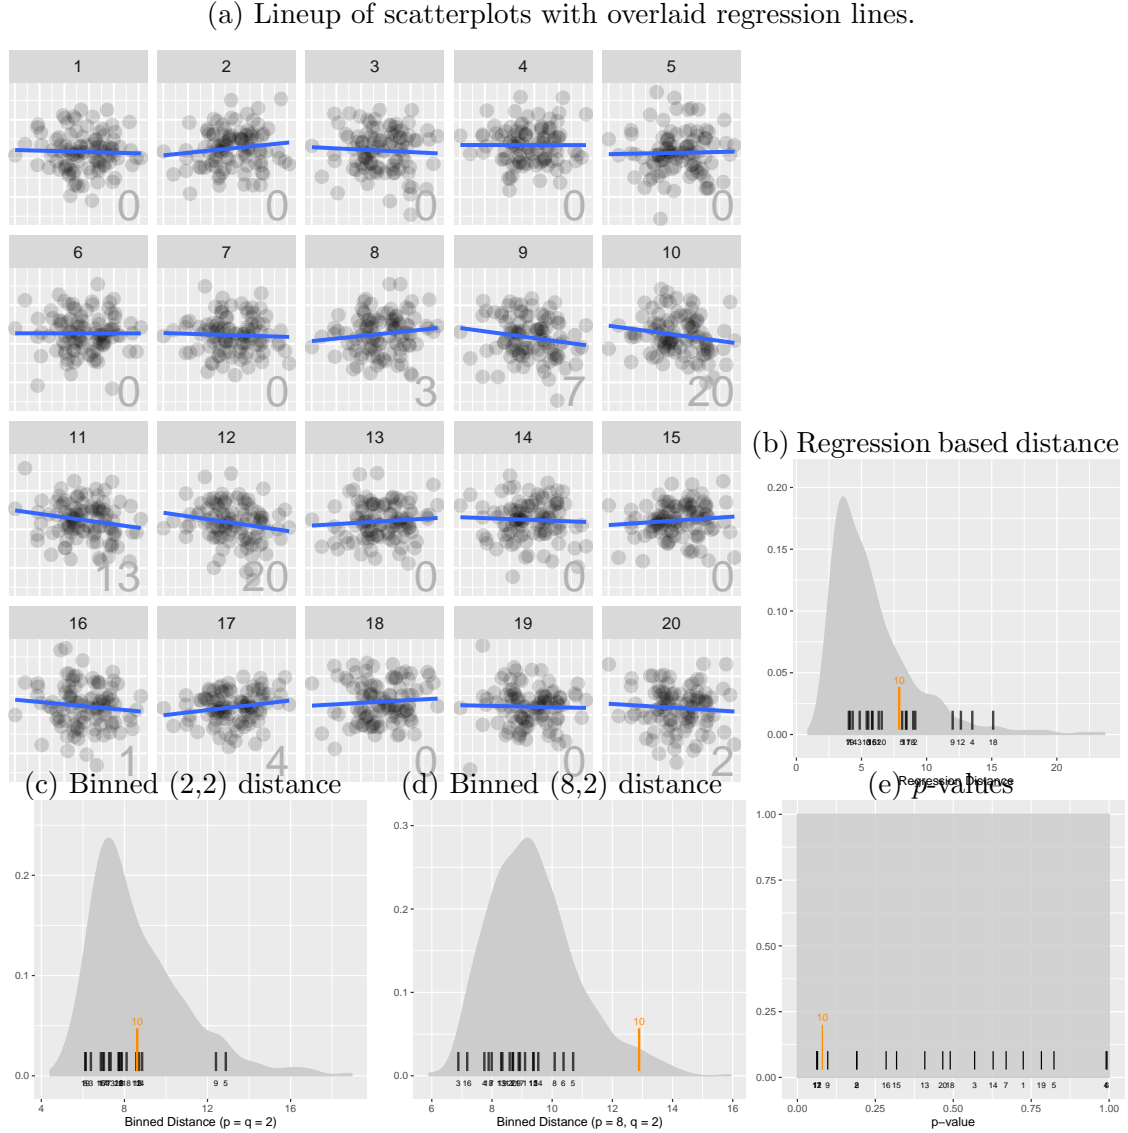 (a) Lineup of scatterplots with overlaid regression lines.
1 2 3 4 5
0 0 0 0 0
6 7 8 9 10
0 0 3 7 20
11 12 13 14 15
13 20 0 0 0
16 17 18 19 20
1 4 0 0 2
(b) Regression based distance
0.20
0.15
0.10
0.05
0.00
10
9 12 4 18
0 5 10 15 20
Regression Distance
(c) Binned (2,2) distance
0.2
0.1
0.0
10
9 5
4 8 12 16
Binned Distance (p = q = 2)
(d) Binned (8,2) distance
0.3
0.2
0.1
0.0
10
3 16
8 6 5
6 8 10 12 14 16
Binned Distance (p = 8, q = 2)
(e) p-values
1.00
0.75
0.50
0.25
0.00
10
9 16 15 13 20 18 3 14 7 1 19 5
0.00 0.25 0.50 0.75 1.00
p-value